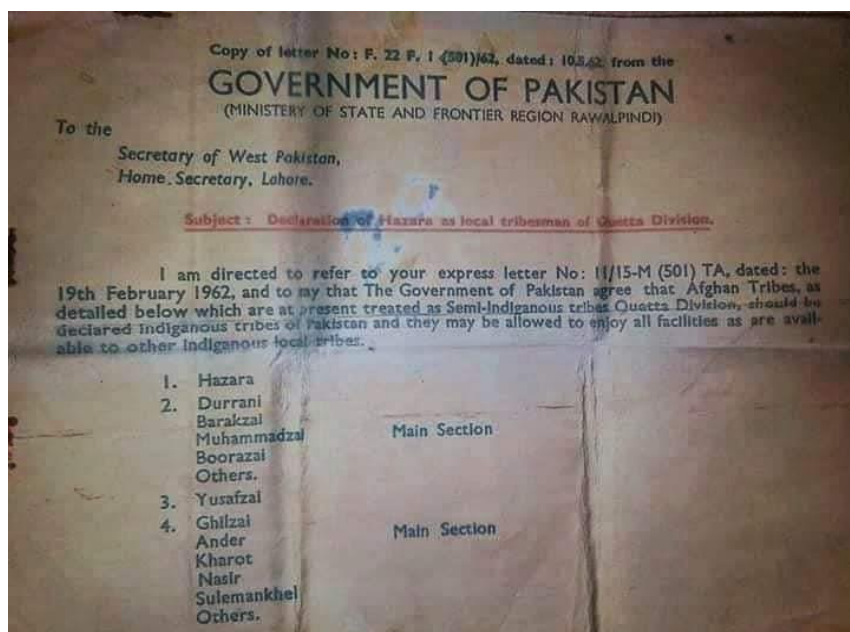 Copy of letter No: F. 22 F. 1 (501)/62, dated: 10.8.62 from the
GOVERNMENT OF PAKISTAN
(MINISTERY OF STATE AND FRONTIER REGION RAWALPINDI)
To the
Secretary of West Pakistan,
Home Secretary, Lahore.
Subject: Declaration of Hazara as local tribesman of Quatta Division.
I am directed to refer to your express letter No: 11/15-M (501) TA, dated: the
19th February 1962, and to say that The Government of Pakistan agree that Afghan Tribes, as
detailed below which are at present treated as Semi-Indiganous tribes Quatta Division, should be
declared Indiganous tribes of Pakistan and they may be allowed to enjoy all facilities as are avail-
able to other Indiganous local tribes.
1. Hazara
2. Durrani
Barakzai
Muhammadzai Main Section
Boorazai
Others.
3. Yusafzai
4. Ghilzai Main Section
Ander
Kharot
Nasir
Sulemankhel
Others.